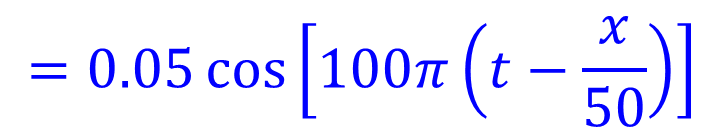 = 0.05 cos [100π (t − x/50)]